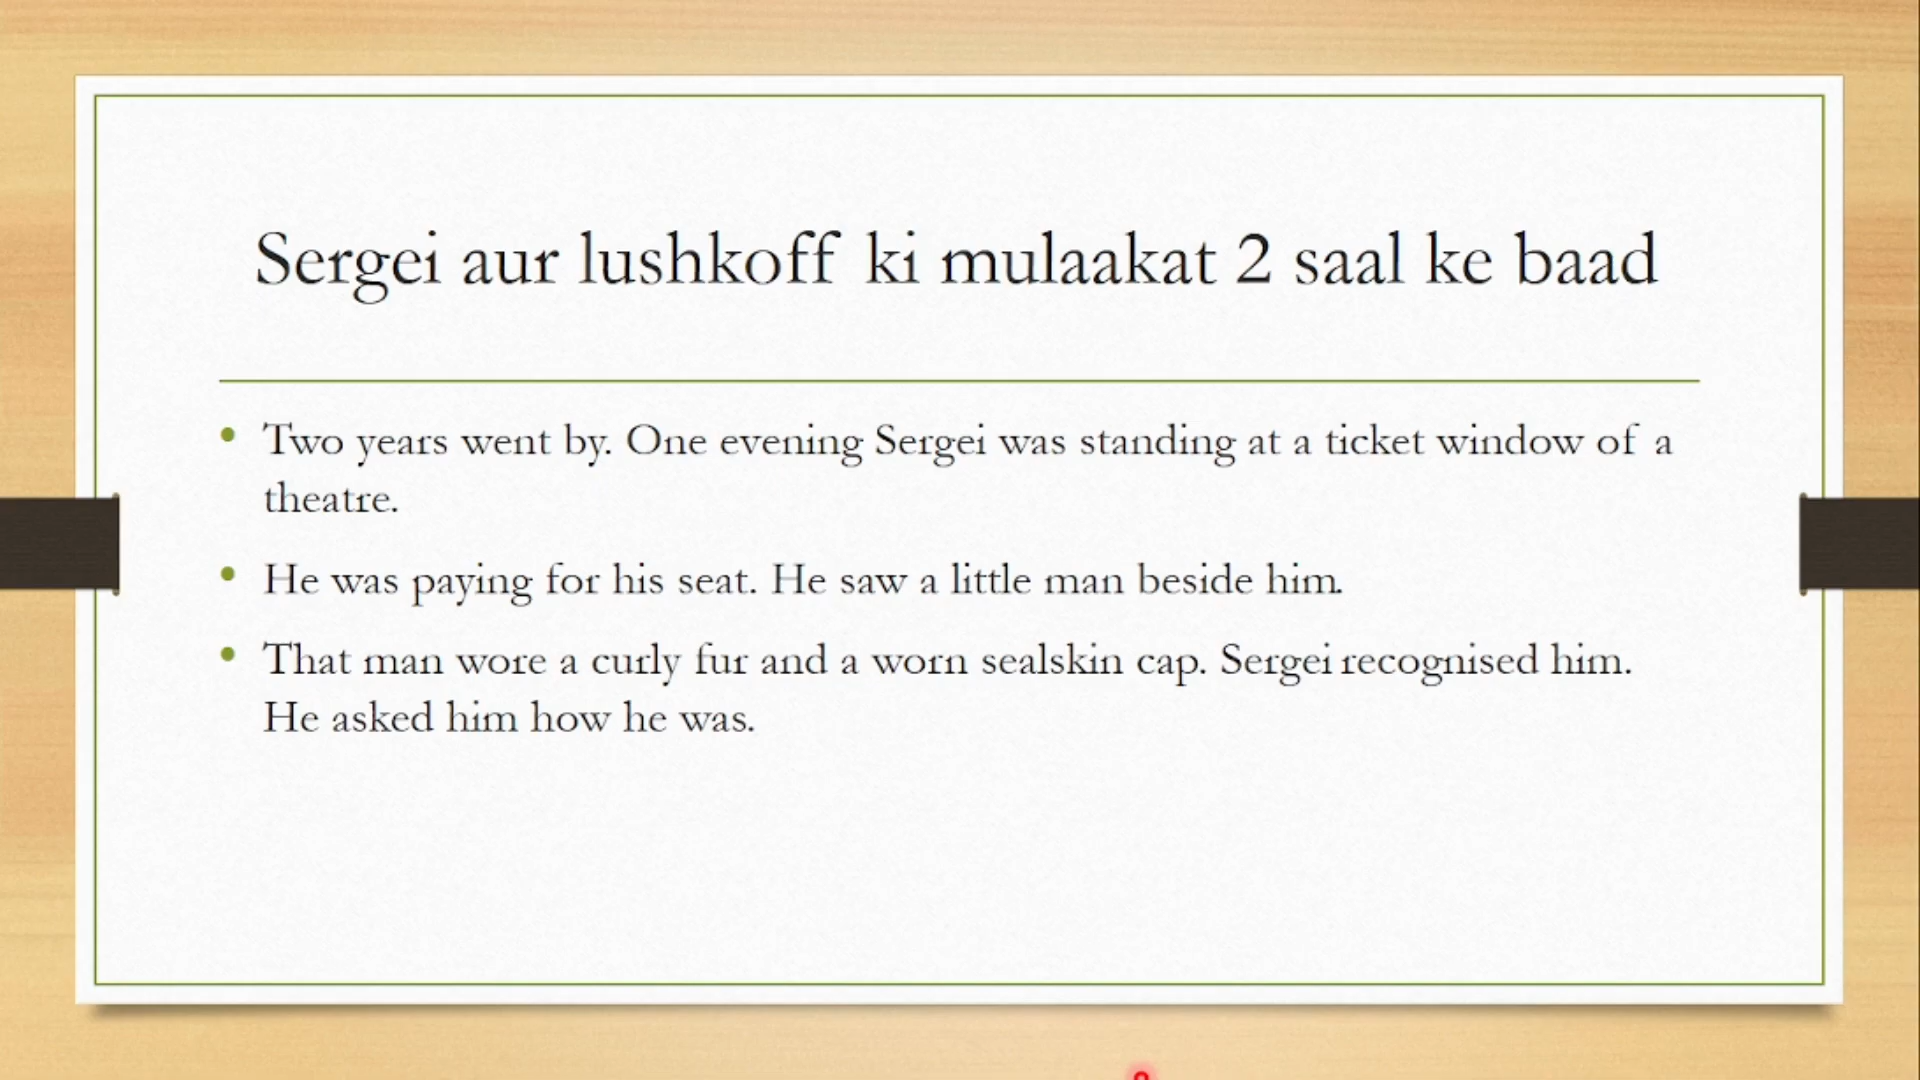 Sergei aur lushkoff ki mulaakat 2 saal ke baad
• Two years went by. One evening Sergei was standing at a ticket window of a
theatre.
• He was paying for his seat. He saw a little man beside him.
• That man wore a curly fur and a worn sealskin cap. Sergei recognised him.
He asked him how he was.